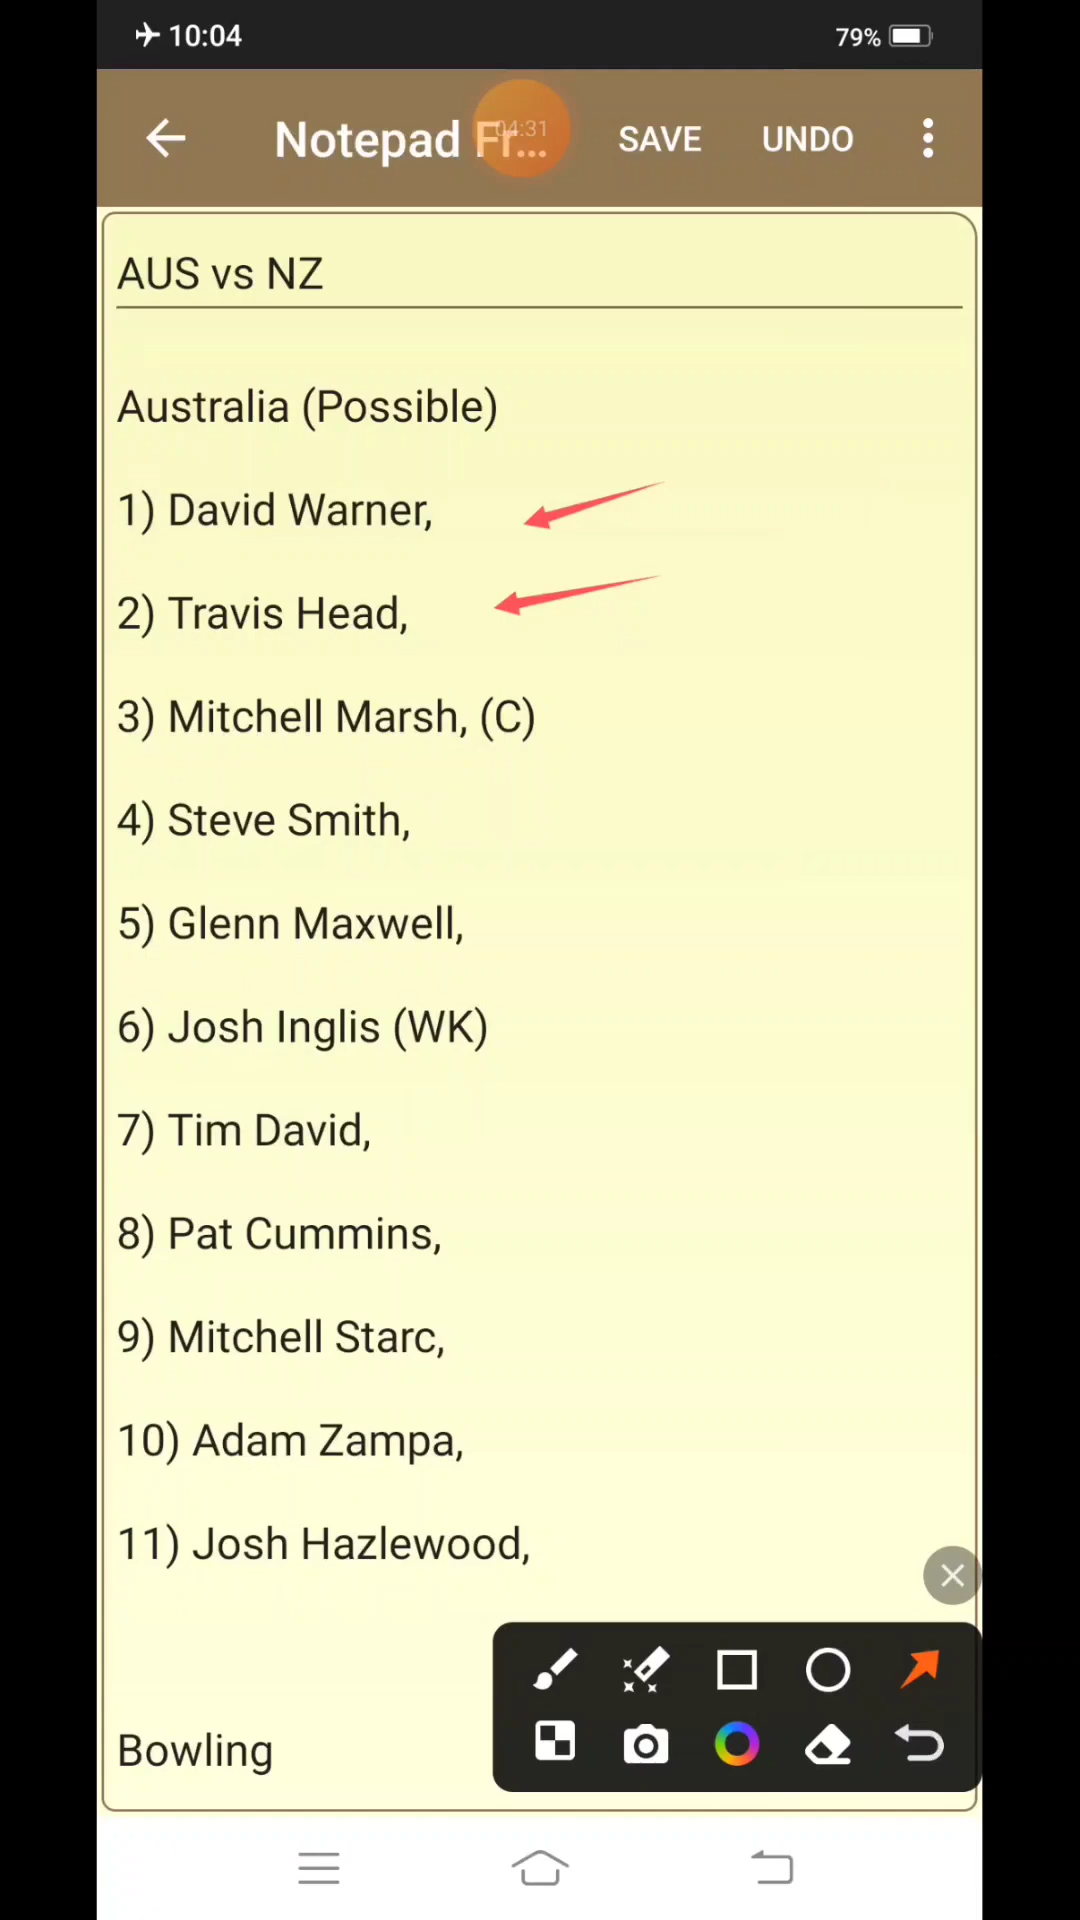 10:04
79%
Notepad Fr...
04:31
SAVE
UNDO
AUS vs NZ
Australia (Possible)
1) David Warner,
2) Travis Head,
3) Mitchell Marsh, (C)
4) Steve Smith,
5) Glenn Maxwell,
6) Josh Inglis (WK)
7) Tim David,
8) Pat Cummins,
9) Mitchell Starc,
10) Adam Zampa,
11) Josh Hazlewood,
Bowling